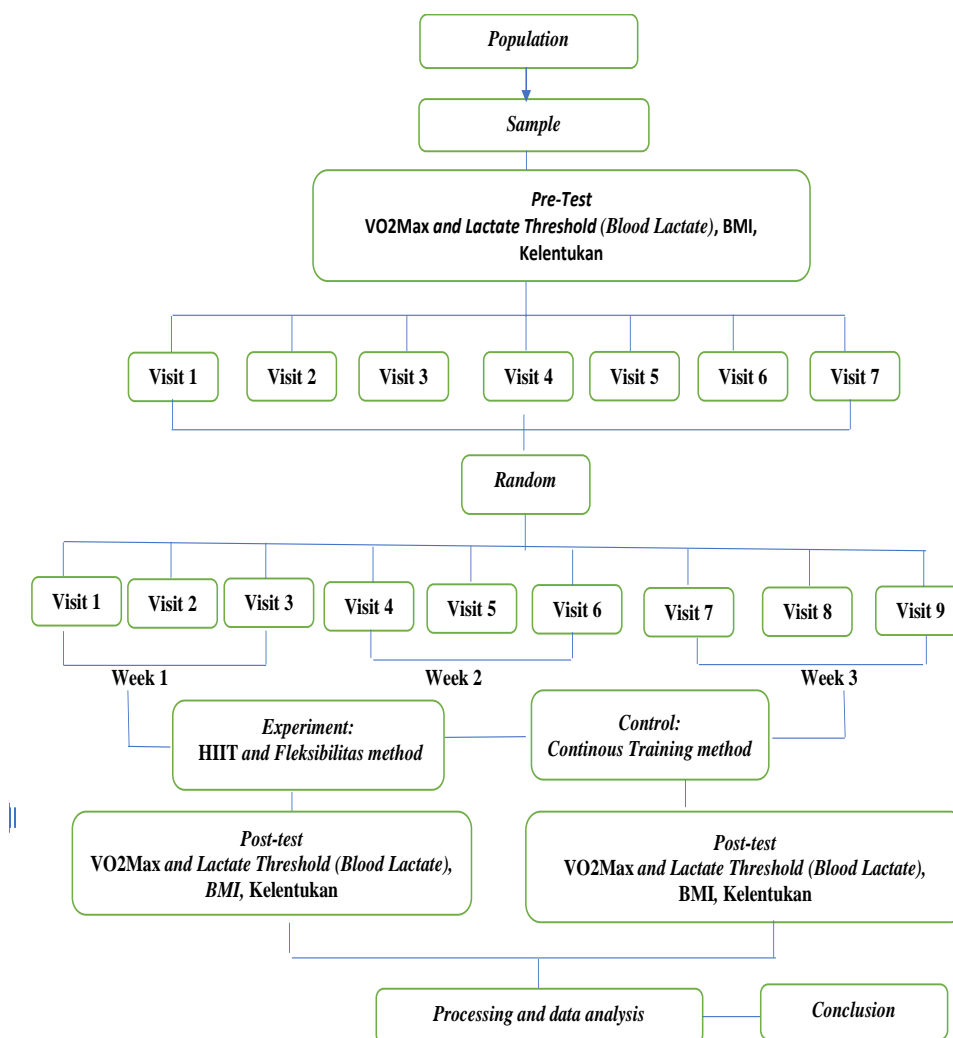 Population
Sample
Pre-Test
VO2Max and Lactate Threshold (Blood Lactate), BMI,
Kelentukan
Visit 1
Visit 2
Visit 3
Visit 4
Visit 5
Visit 6
Visit 7
Random
Visit 1
Visit 2
Visit 3
Visit 4
Visit 5
Visit 6
Visit 7
Visit 8
Visit 9
Week 1
Week 2
Week 3
Experiment:
HIIT and Fleksibilitas method
Control:
Continous Training method
Post-test
VO2Max and Lactate Threshold (Blood Lactate),
BMI, Kelentukan
Post-test
VO2Max and Lactate Threshold (Blood Lactate),
BMI, Kelentukan
Processing and data analysis
Conclusion